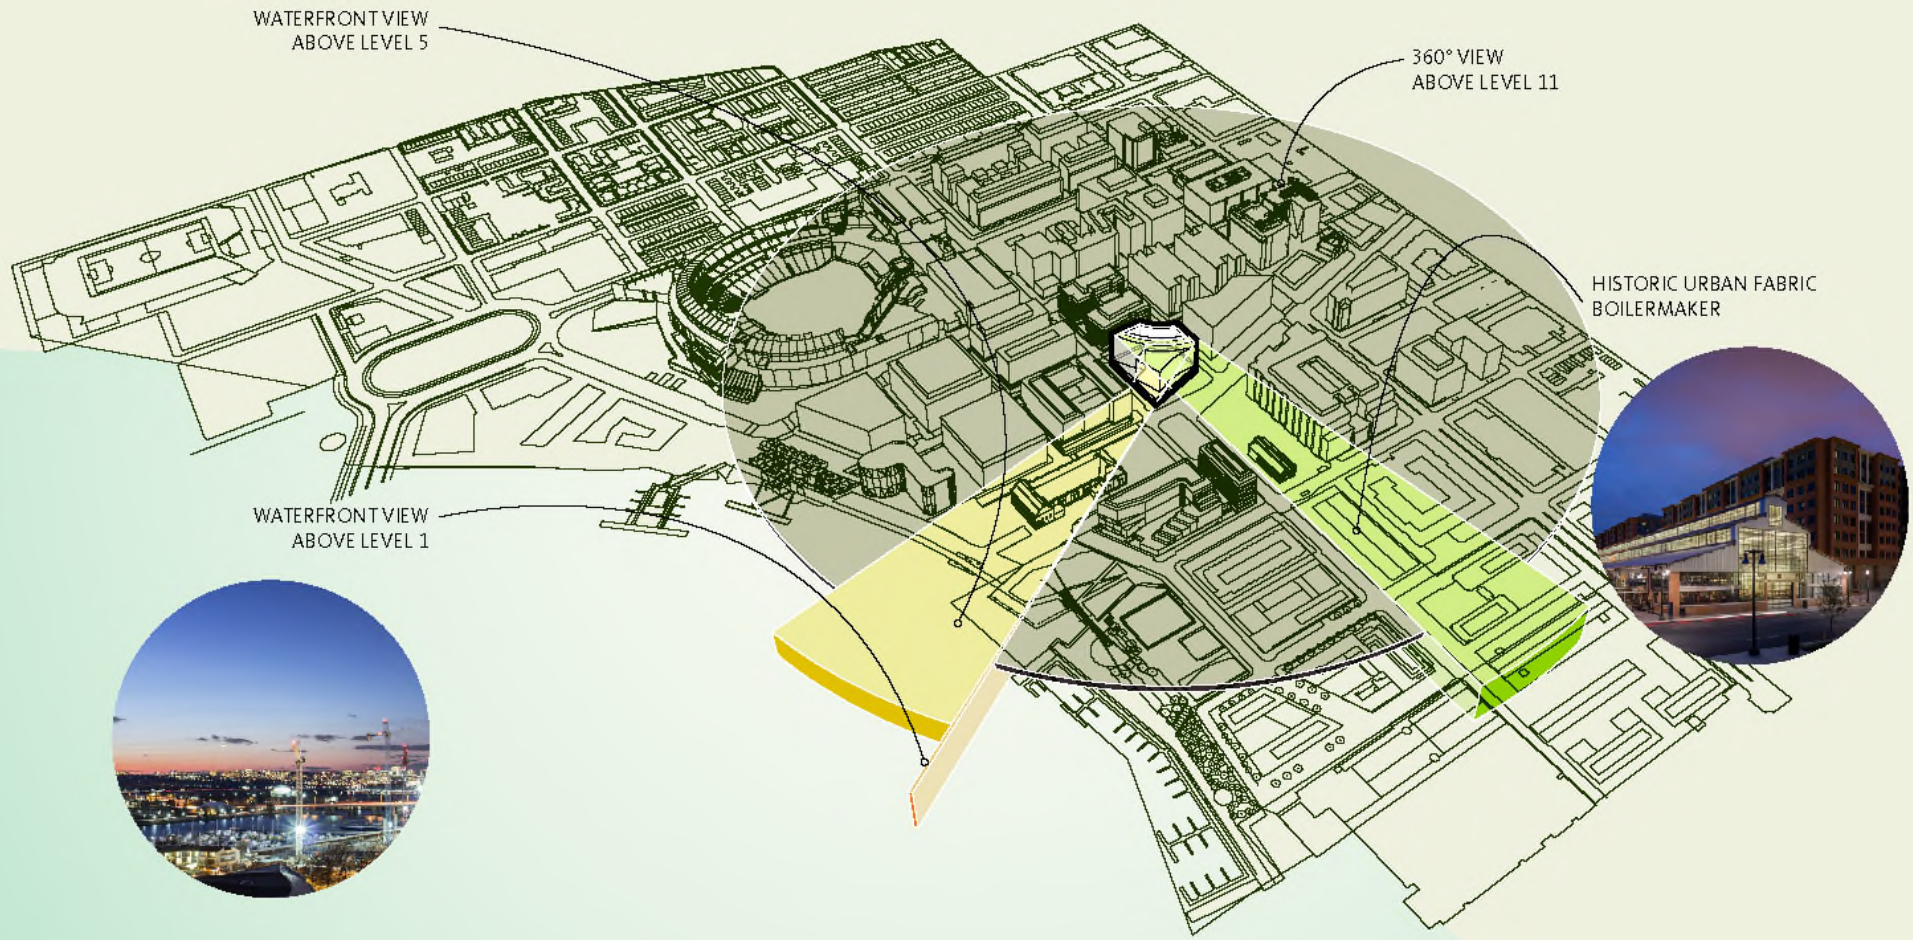 WATERFRONT VIEW
ABOVE LEVEL 5
360° VIEW
ABOVE LEVEL 11
HISTORIC URBAN FABRIC
BOILERMAKER
WATERFRONT VIEW
ABOVE LEVEL 1